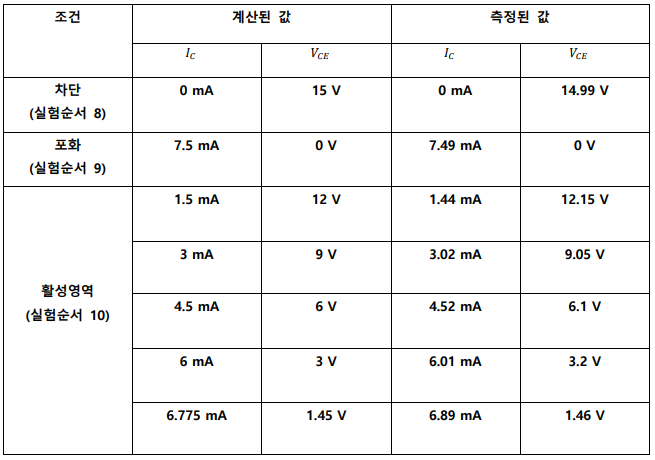 조건 계산된 값 측정된 값
I_C V_CE I_C V_CE
차단
(실험순서 8) 0 mA 15 V 0 mA 14.99 V
포화
(실험순서 9) 7.5 mA 0 V 7.49 mA 0 V
활성영역
(실험순서 10)
1.5 mA 12 V 1.44 mA 12.15 V
3 mA 9 V 3.02 mA 9.05 V
4.5 mA 6 V 4.52 mA 6.1 V
6 mA 3 V 6.01 mA 3.2 V
6.775 mA 1.45 V 6.89 mA 1.46 V